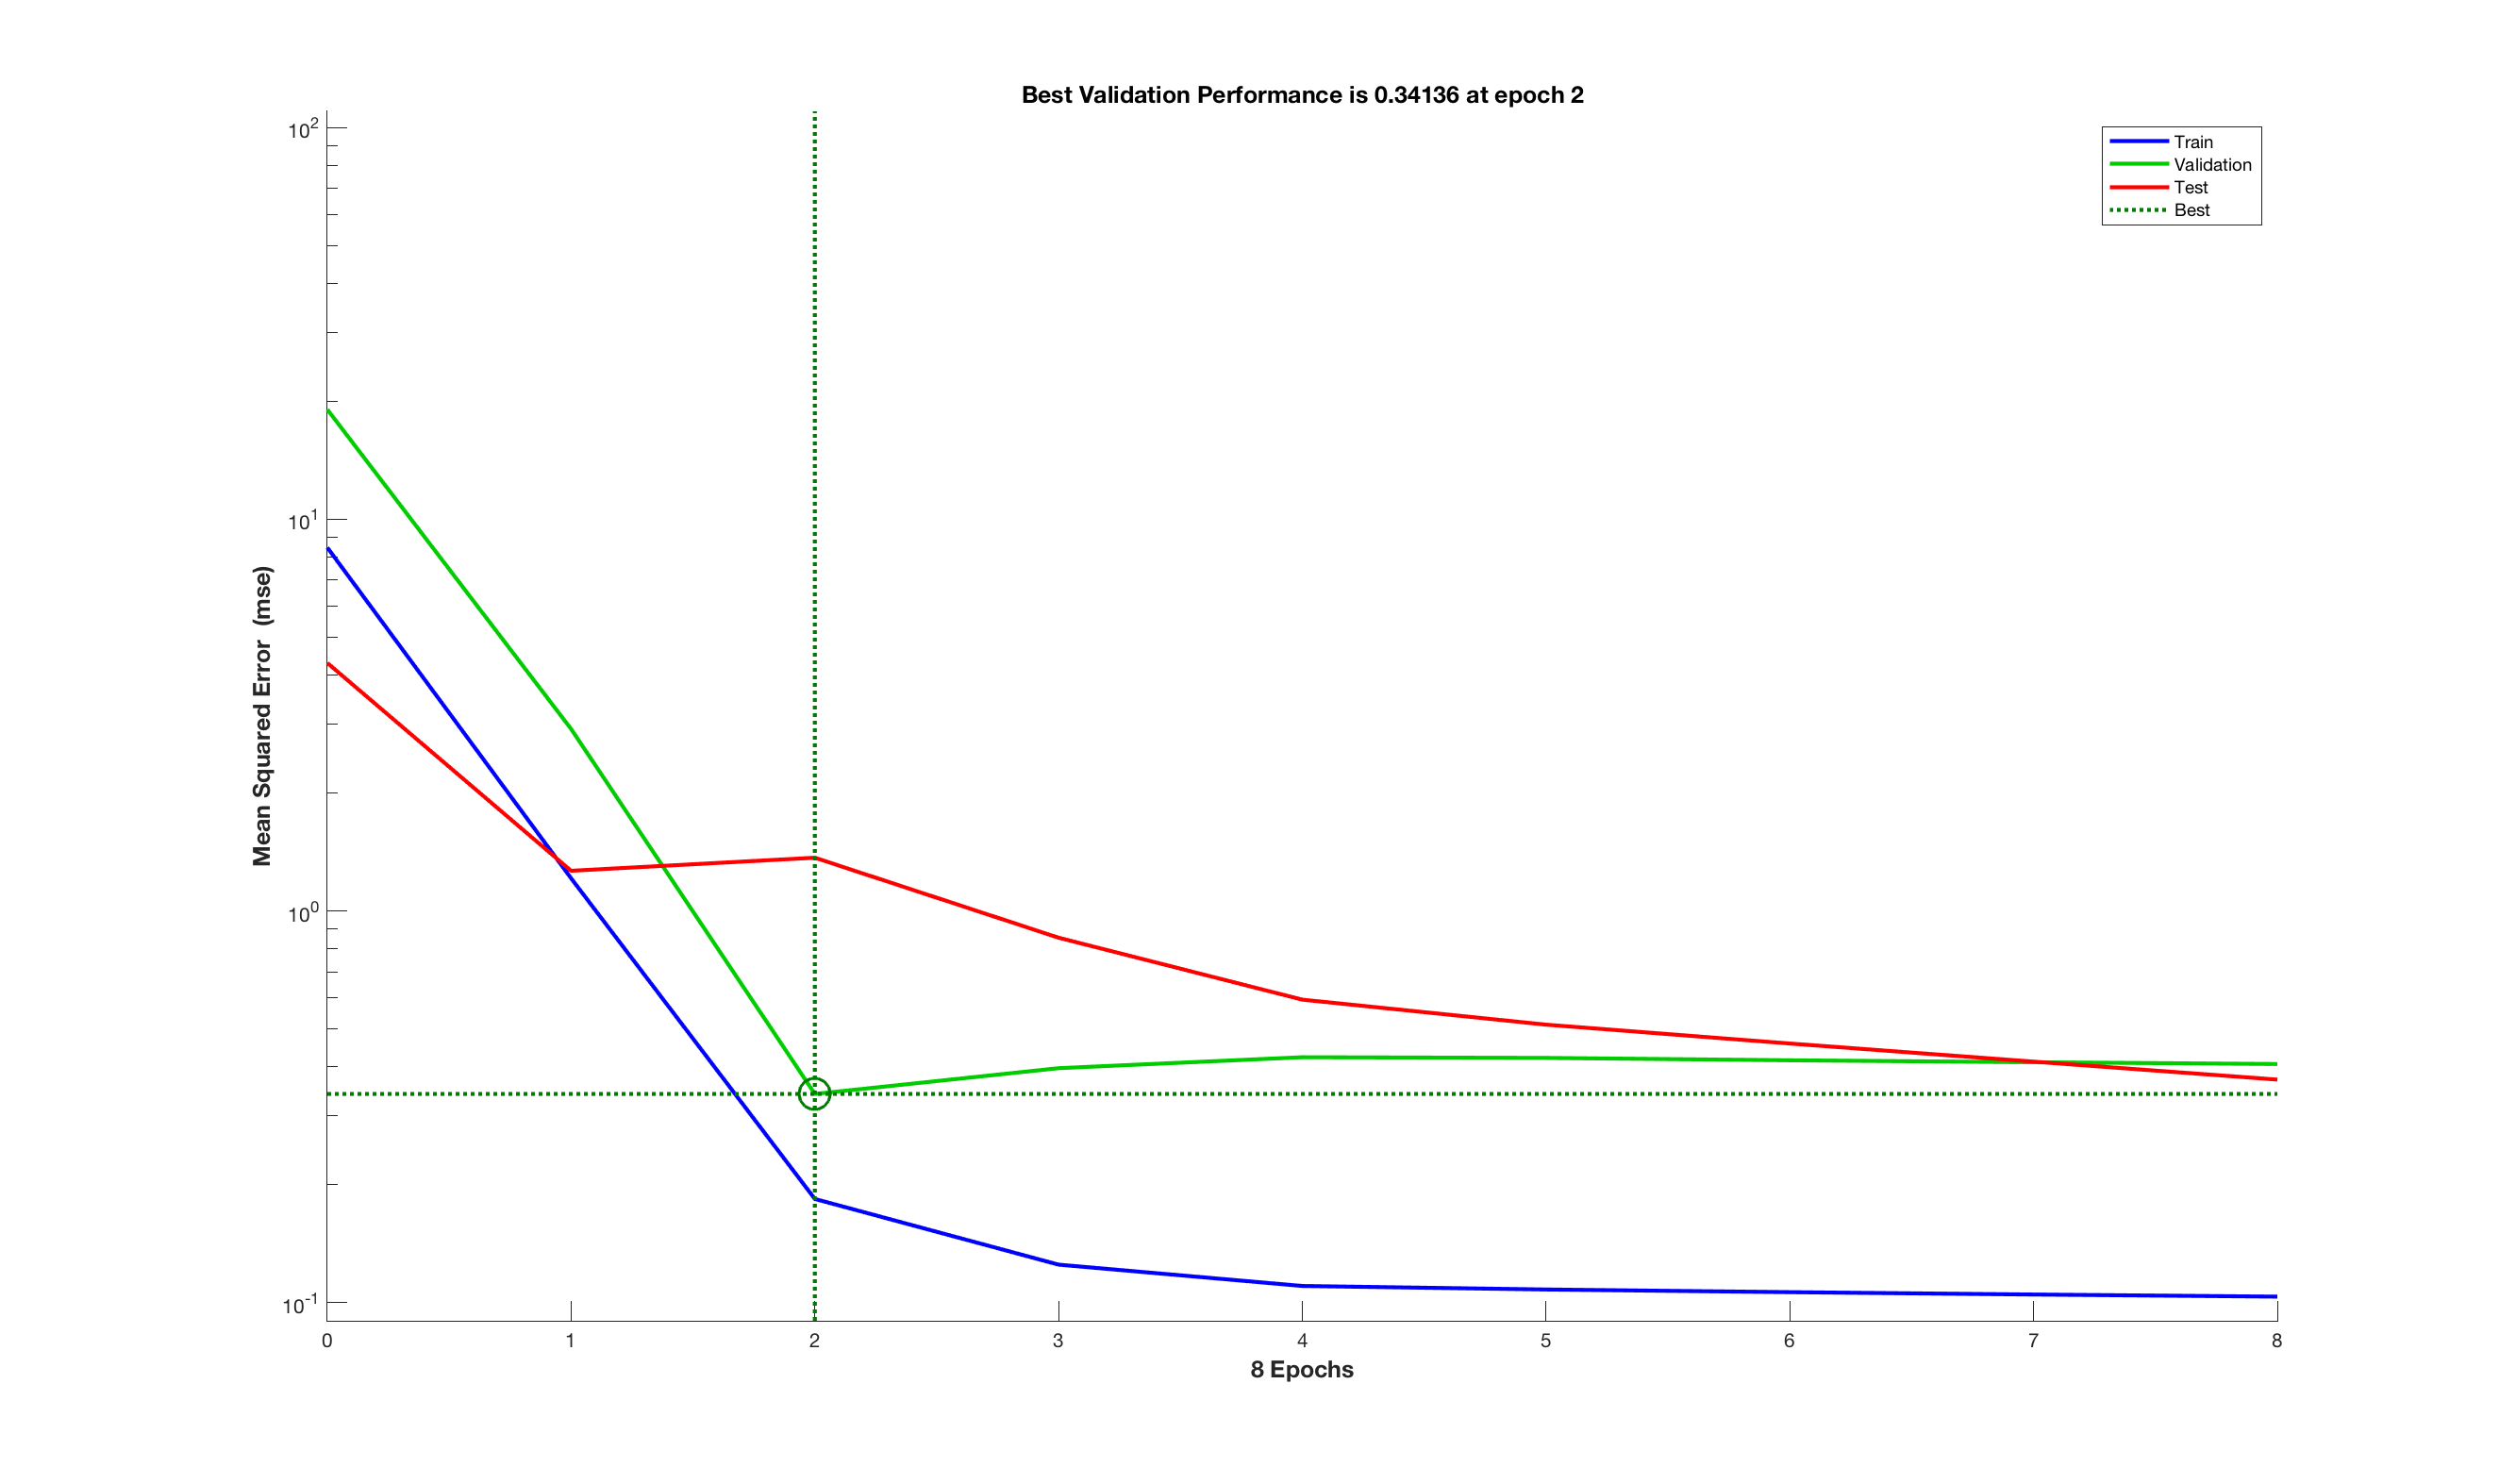 Best Validation Performance is 0.34136 at epoch 2
Train
Validation
Test
Best
10^2
10^1
10^0
10^-1
Mean Squared Error (mse)
0 1 2 3 4 5 6 7 8
8 Epochs